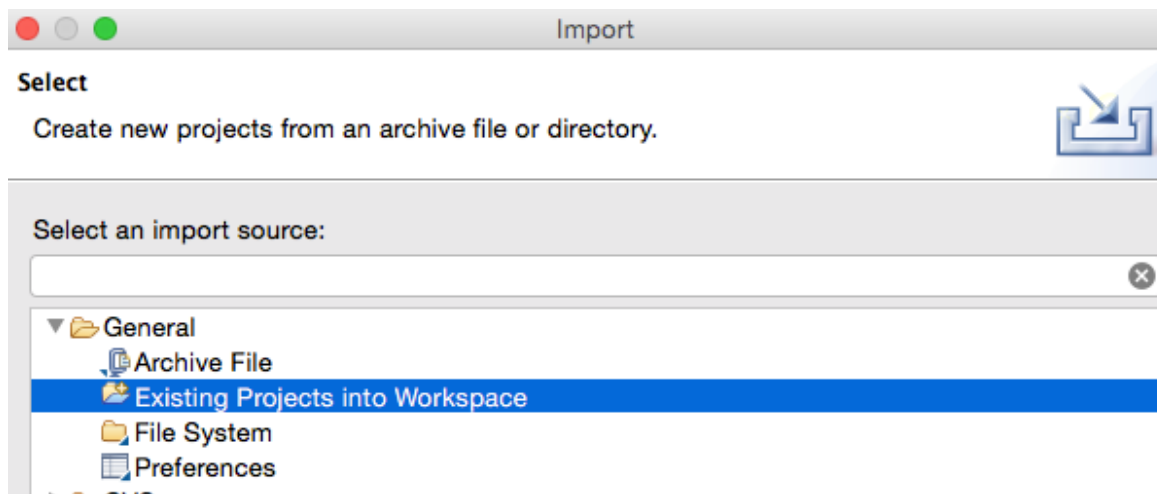 Import
Select
Create new projects from an archive file or directory.
Select an import source:
General
Archive File
Existing Projects into Workspace
File System
Preferences